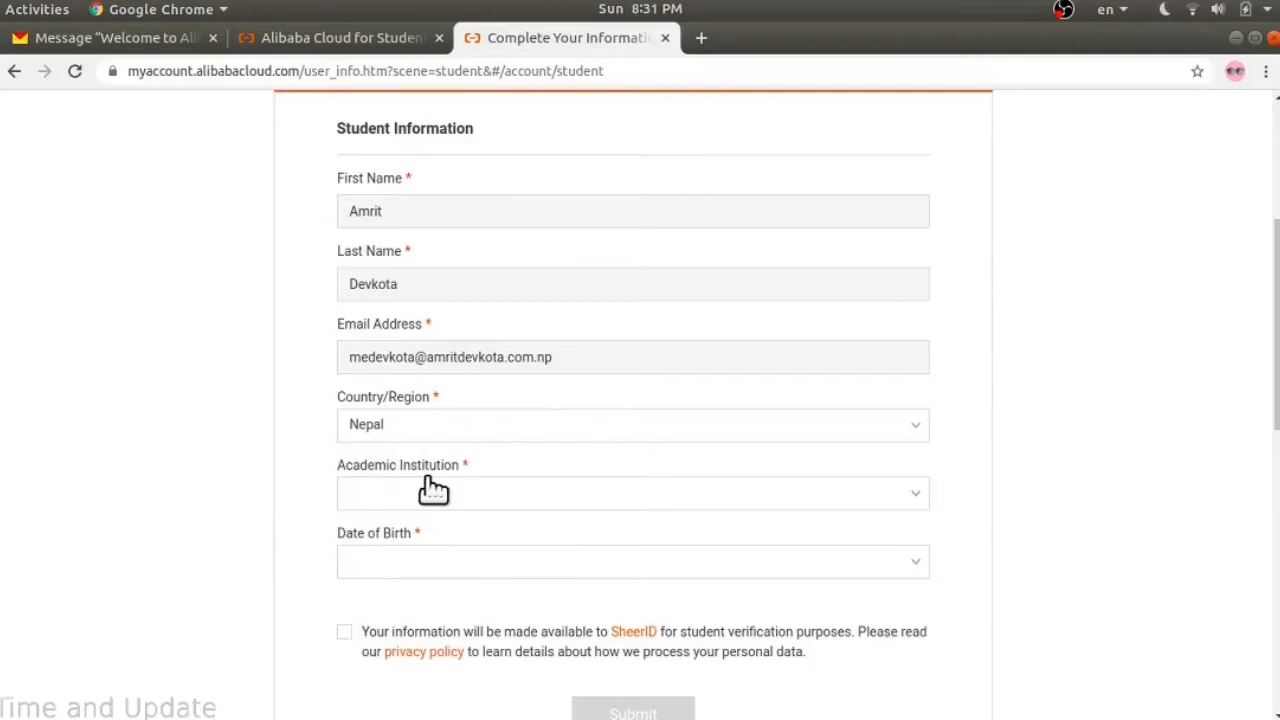 Activities Google Chrome Sun 8:31 PM en
Message "Welcome to Ali Alibaba Cloud for Studen Complete Your Informati
myaccount.alibabacloud.com/user_info.htm?scene=student&#/account/student
Student Information
First Name *
Amrit
Last Name *
Devkota
Email Address *
medevkota@amritdevkota.com.np
Country/Region *
Nepal
Academic Institution *
Date of Birth *
Your information will be made available to SheerID for student verification purposes. Please read
our privacy policy to learn details about how we process your personal data.
Submit
Time and Update